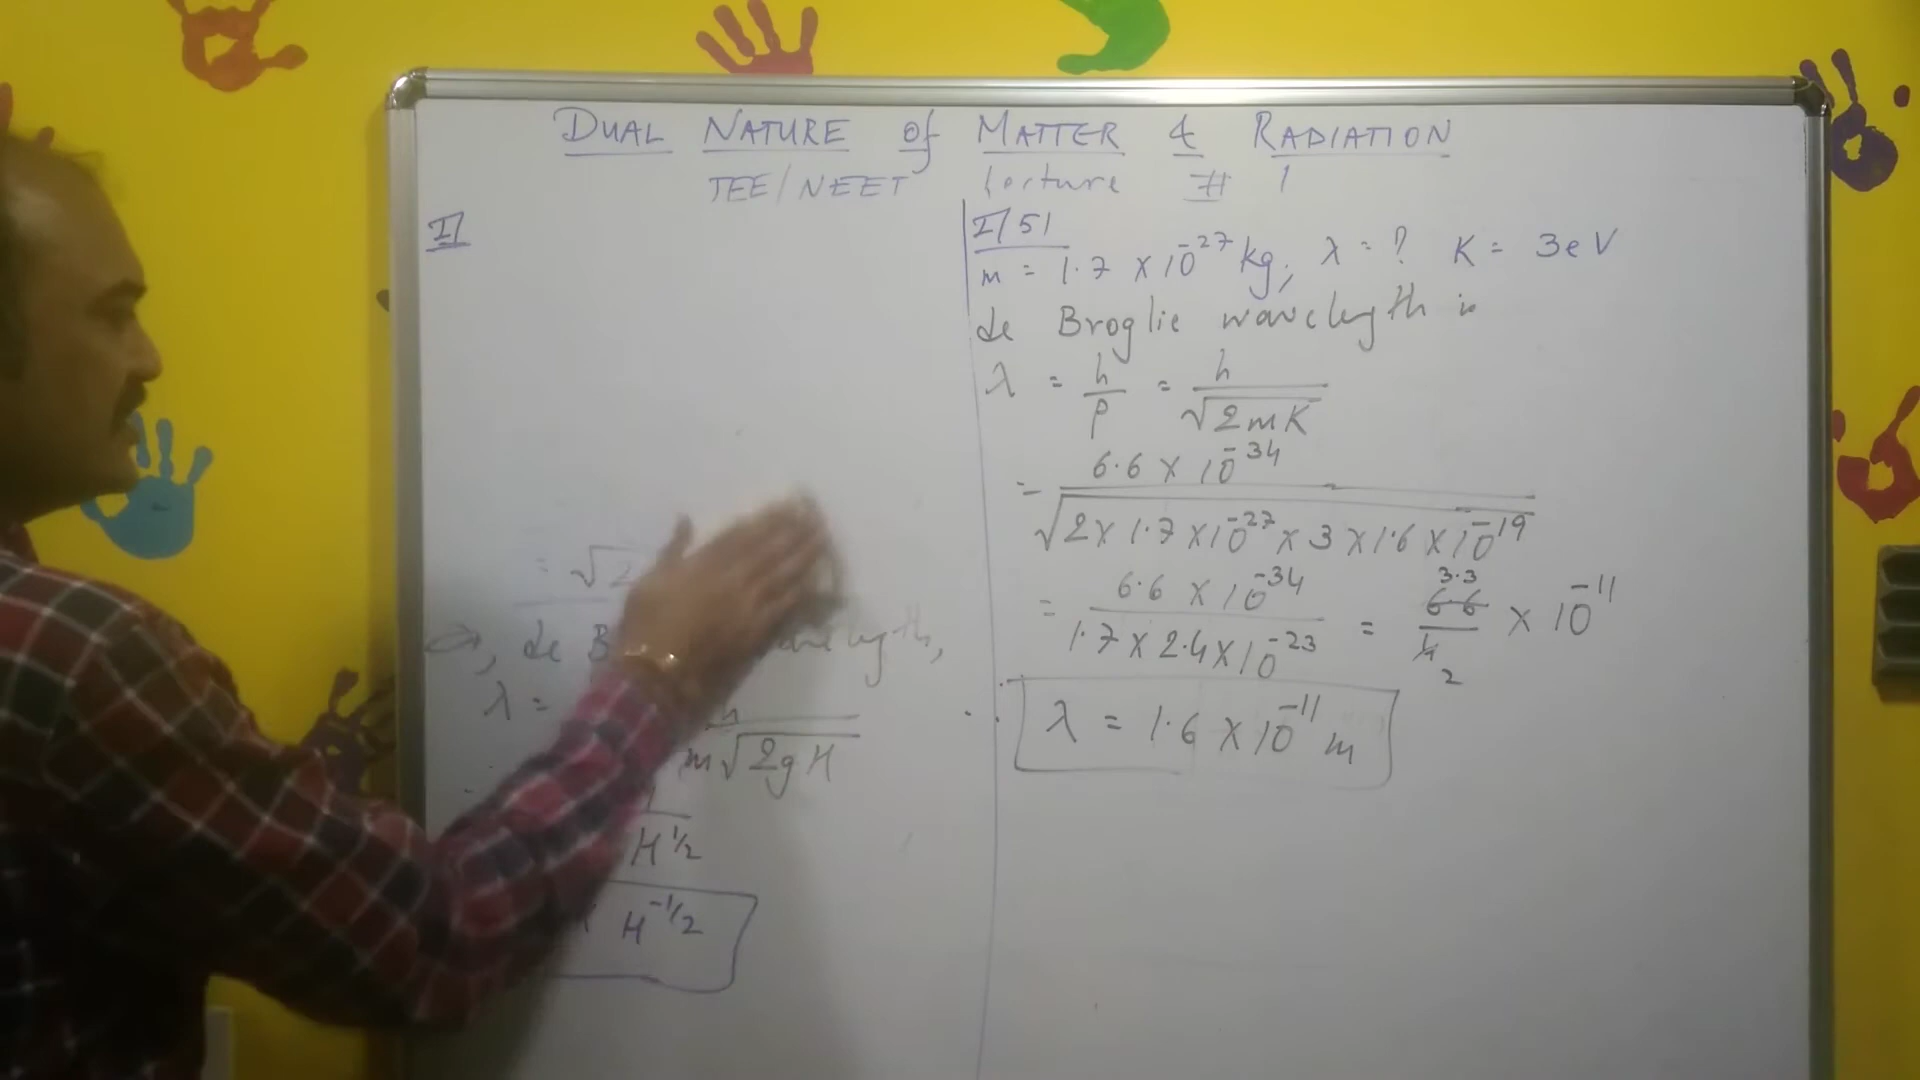 DUAL NATURE of MATTER & RADIATION
JEE/NEET Lecture # 1
I/
= √2
de B
λ =
m√2gH
H^1/2
H^-1/2
I/51
m = 1.7 × 10^-27 kg, λ = ? K = 3eV
de Broglie wavelength is
λ = h/P = h/√2mK
= 6.6 × 10^-34 / √2 × 1.7 × 10^-27 × 3 × 1.6 × 10^-19
= 6.6 × 10^-34 / 1.7 × 2.4 × 10^-23 = 3.3 6.6 / 4 2 × 10^-11
∴ λ = 1.6 × 10^-11 m